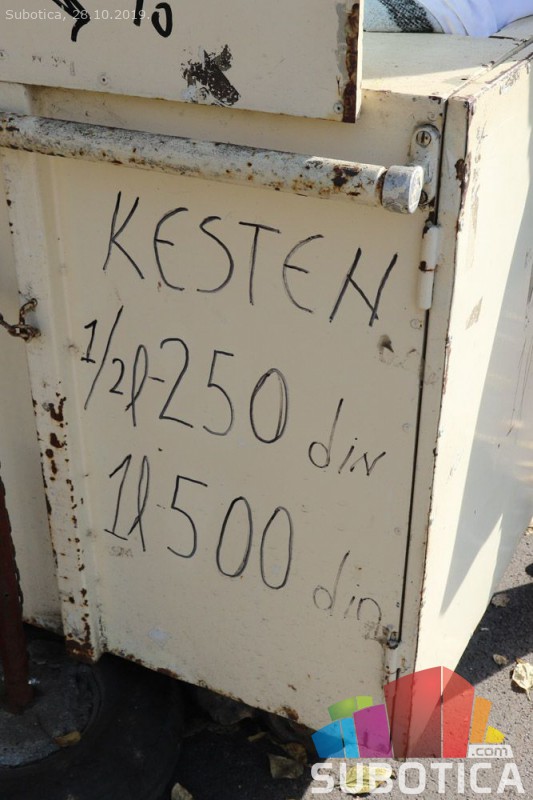 Subotica, 28.10.2019.
KESTEN
1/2l-250 din
1l 500 din
.com
SUBOTICA